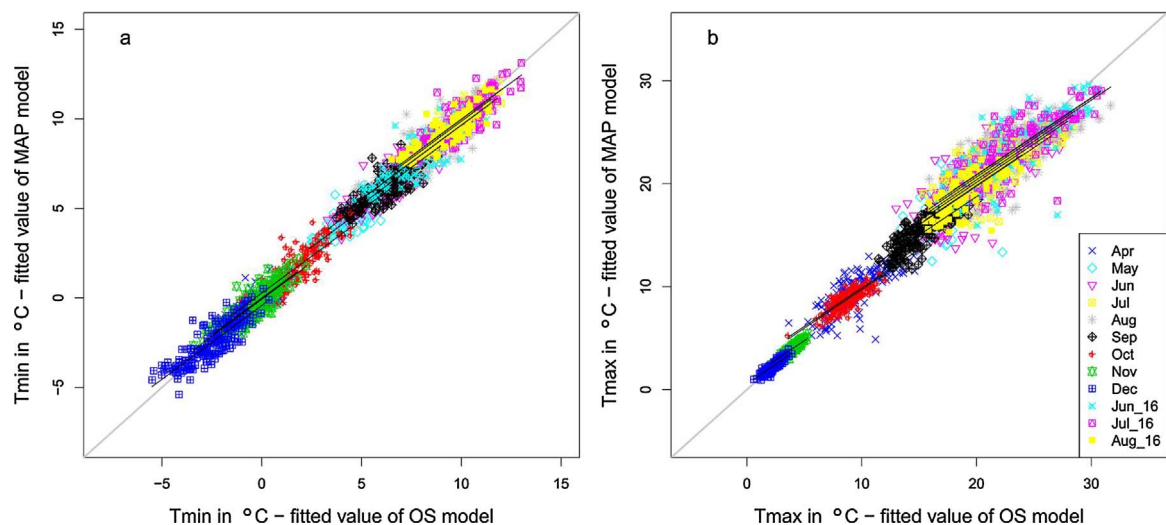 a
Tmin in °C − fitted value of MAP model
15
10
5
0
−5
−5
0
5
10
15
Tmin in °C − fitted value of OS model
b
Tmax in °C − fitted value of MAP model
30
20
10
0
0
10
20
30
Tmax in °C − fitted value of OS model
Apr
May
Jun
Jul
Aug
Sep
Oct
Nov
Dec
Jun_16
Jul_16
Aug_16